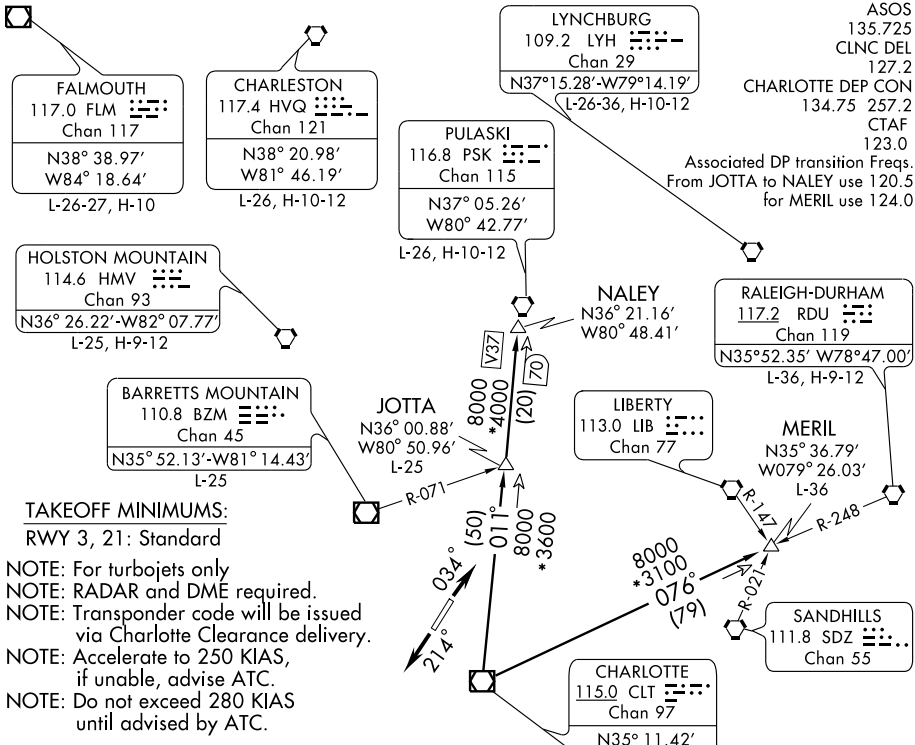 ASOS
135.725
CLNC DEL
127.2
CHARLOTTE DEP CON
134.75 257.2
CTAF
123.0
Associated DP transition Freqs.
From JOTTA to NALEY use 120.5
for MERIL use 124.0
FALMOUTH
117.0 FLM
Chan 117
N38° 38.97′
W84° 18.64′
L-26-27, H-10
CHARLESTON
117.4 HVQ
Chan 121
N38° 20.98′
W81° 46.19′
L-26, H-10-12
LYNCHBURG
109.2 LYH
Chan 29
N37°15.28′-W79°14.19′
L-26-36, H-10-12
PULASKI
116.8 PSK
Chan 115
N37° 05.26′
W80° 42.77′
L-26, H-10-12
HOLSTON MOUNTAIN
114.6 HMV
Chan 93
N36° 26.22′-W82° 07.77′
L-25, H-9-12
NALEY
N36° 21.16′
W80° 48.41′
RALEIGH-DURHAM
117.2 RDU
Chan 119
N35°52.35′ W78°47.00′
L-36, H-9-12
V37
70
8000
*4000
(20)
BARRETTS MOUNTAIN
110.8 BZM
Chan 45
N35°52.13′-W81°14.43′
L-25
JOTTA
N36° 00.88′
W80° 50.96′
L-25
R-071
LIBERTY
113.0 LIB
Chan 77
MERIL
N35° 36.79′
W079° 26.03′
L-36
R-147
R-248
R-021
(50)
011°
8000
*3600
8000
*3100
076°
(79)
034°
214°
SANDHILLS
111.8 SDZ
Chan 55
TAKEOFF MINIMUMS:
RWY 3, 21: Standard
NOTE: For turbojets only
NOTE: RADAR and DME required.
NOTE: Transponder code will be issued
via Charlotte Clearance delivery.
NOTE: Accelerate to 250 KIAS,
if unable, advise ATC.
NOTE: Do not exceed 280 KIAS
until advised by ATC.
CHARLOTTE
115.0 CLT
Chan 97
N35° 11.42′